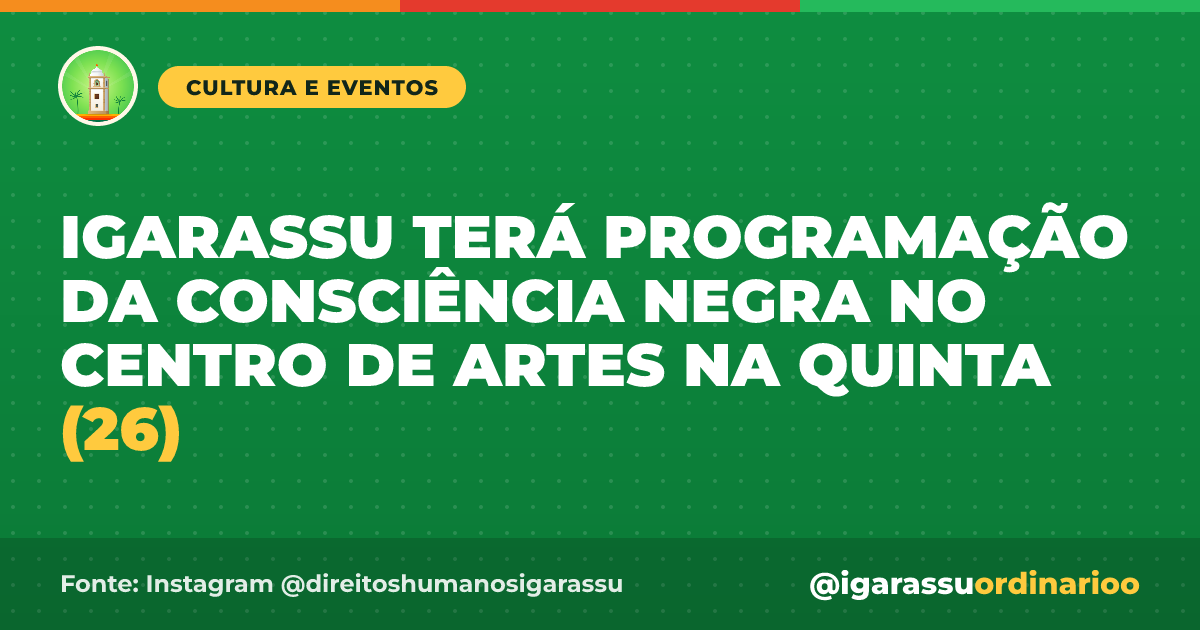 CULTURA E EVENTOS
IGARASSU TERÁ PROGRAMAÇÃO
DA CONSCIÊNCIA NEGRA NO
CENTRO DE ARTES NA QUINTA
(26)
Fonte: Instagram @direitoshumanosigarassu
@igarassuordinarioo